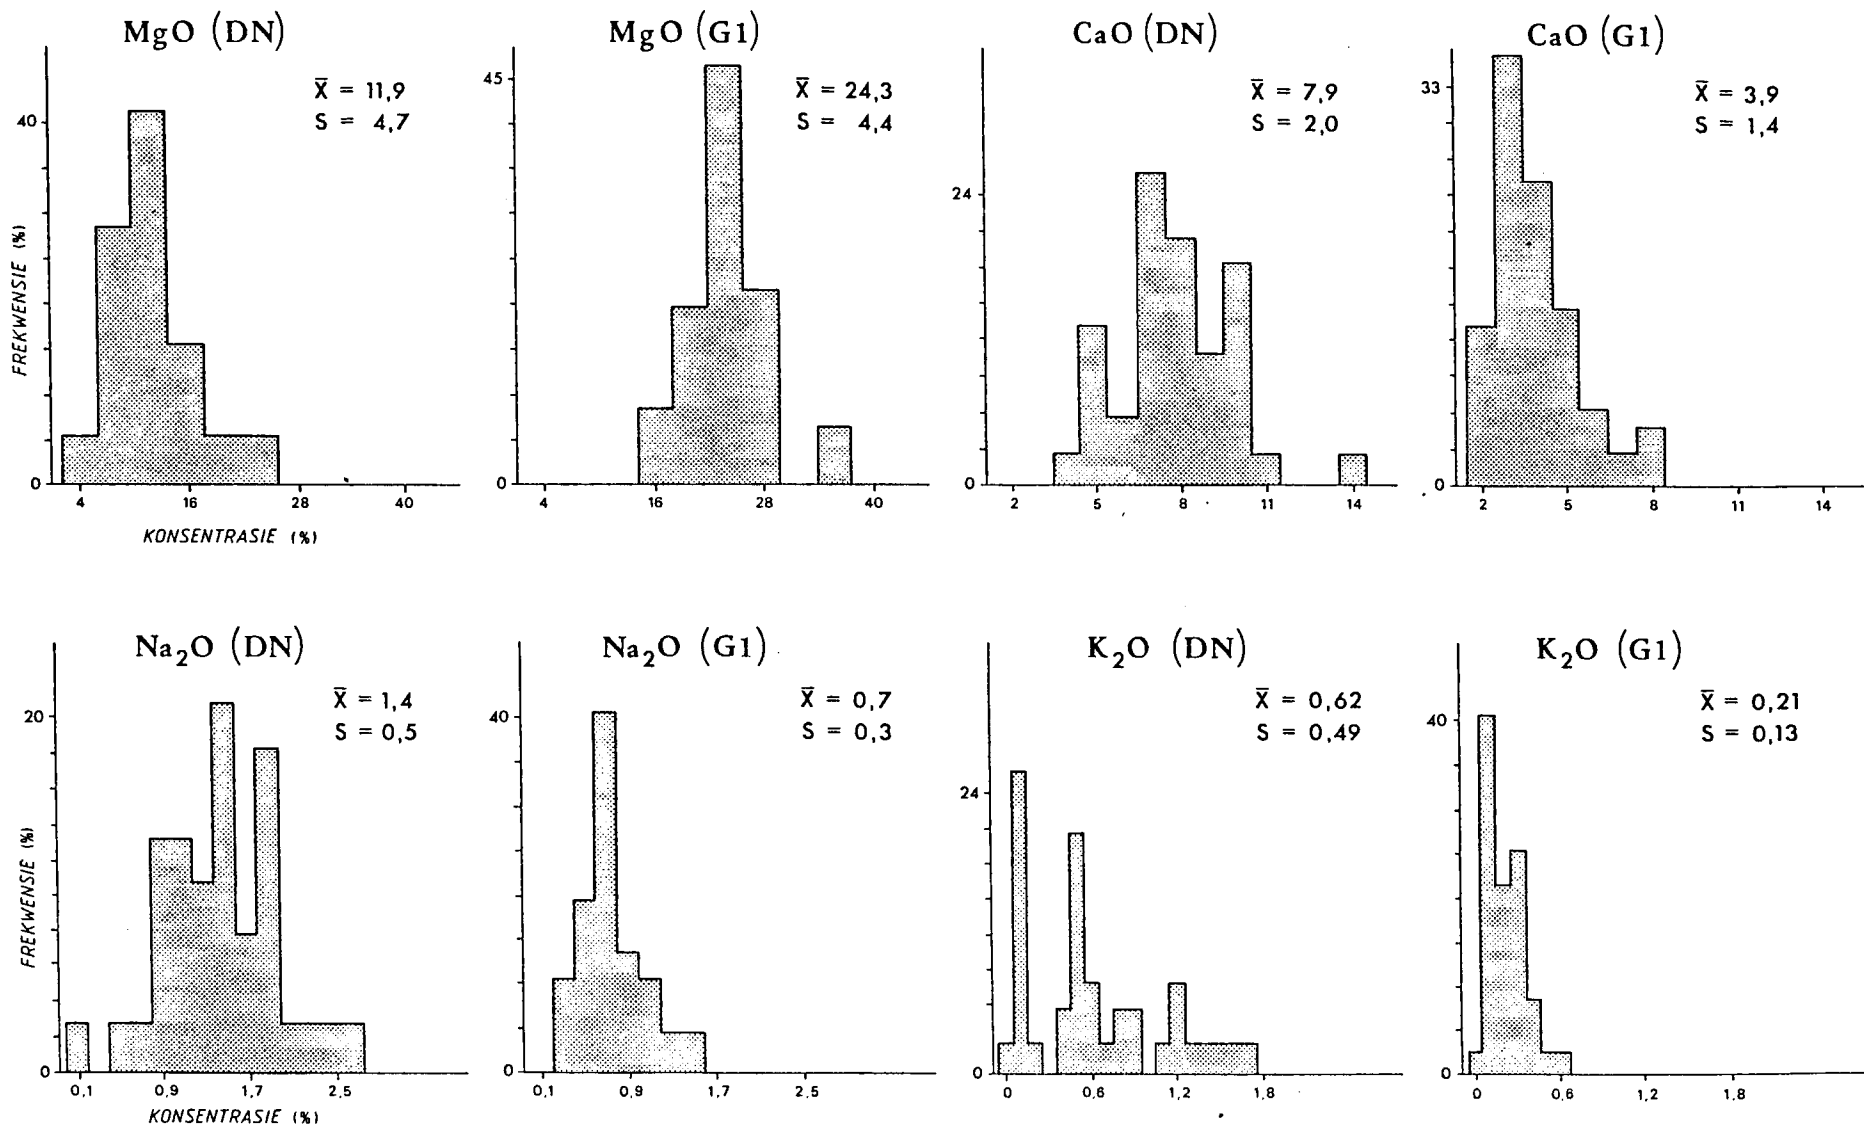 MgO (DN)
X̄ = 11,9
S = 4,7
40
0
FREKWENSIE (%)
4 16 28 40
KONSENTRASIE (%)
MgO (G1)
X̄ = 24,3
S = 4,4
45
0
4 16 28 40
CaO (DN)
X̄ = 7,9
S = 2,0
24
0
2 5 8 11 14
CaO (G1)
X̄ = 3,9
S = 1,4
33
0
2 5 8 11 14
Na₂O (DN)
X̄ = 1,4
S = 0,5
20
0
FREKWENSIE (%)
0,1 0,9 1,7 2,5
KONSENTRASIE (%)
Na₂O (G1)
X̄ = 0,7
S = 0,3
40
0
0,1 0,9 1,7 2,5
K₂O (DN)
X̄ = 0,62
S = 0,49
24
0
0 0,6 1,2 1,8
K₂O (G1)
X̄ = 0,21
S = 0,13
40
0
0 0,6 1,2 1,8